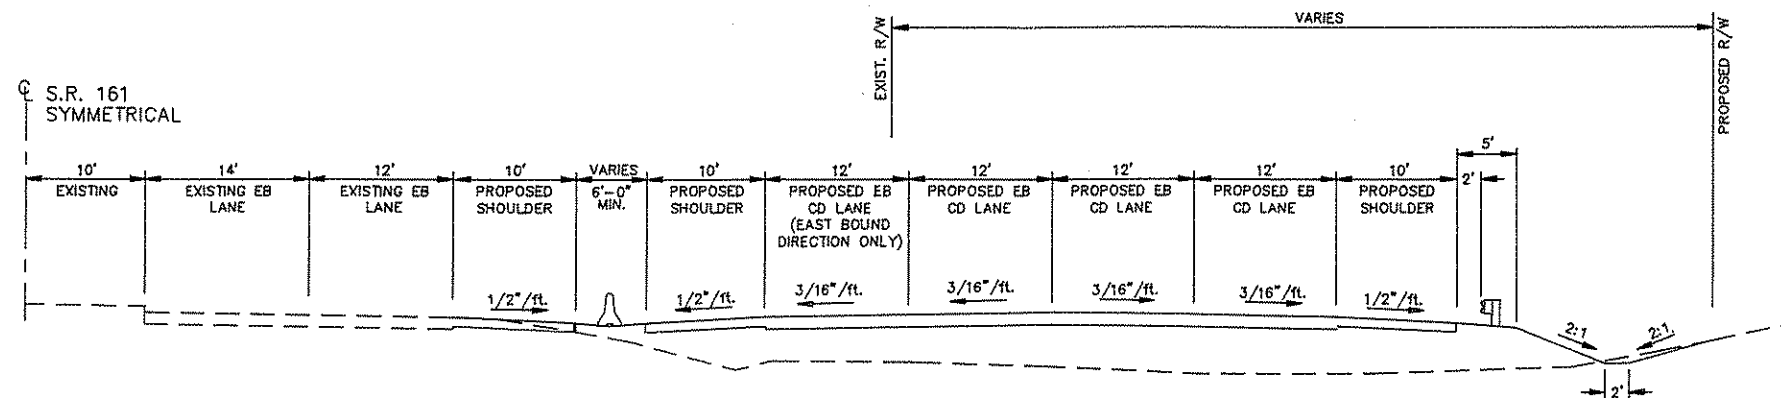 VARIES
EXIST. R/W
PROPOSED R/W
℄ S.R. 161
SYMMETRICAL
10'
EXISTING
14'
EXISTING EB
LANE
12'
EXISTING EB
LANE
10'
PROPOSED
SHOULDER
VARIES
6'-0"
MIN.
10'
PROPOSED
SHOULDER
12'
PROPOSED EB
CD LANE
(EAST BOUND
DIRECTION ONLY)
12'
PROPOSED EB
CD LANE
12'
PROPOSED EB
CD LANE
12'
PROPOSED EB
CD LANE
10'
PROPOSED
SHOULDER
5'
2'
1/2"/ft.
1/2"/ft.
3/16"/ft.
3/16"/ft.
3/16"/ft.
3/16"/ft.
1/2"/ft.
2:1
2:1
2'